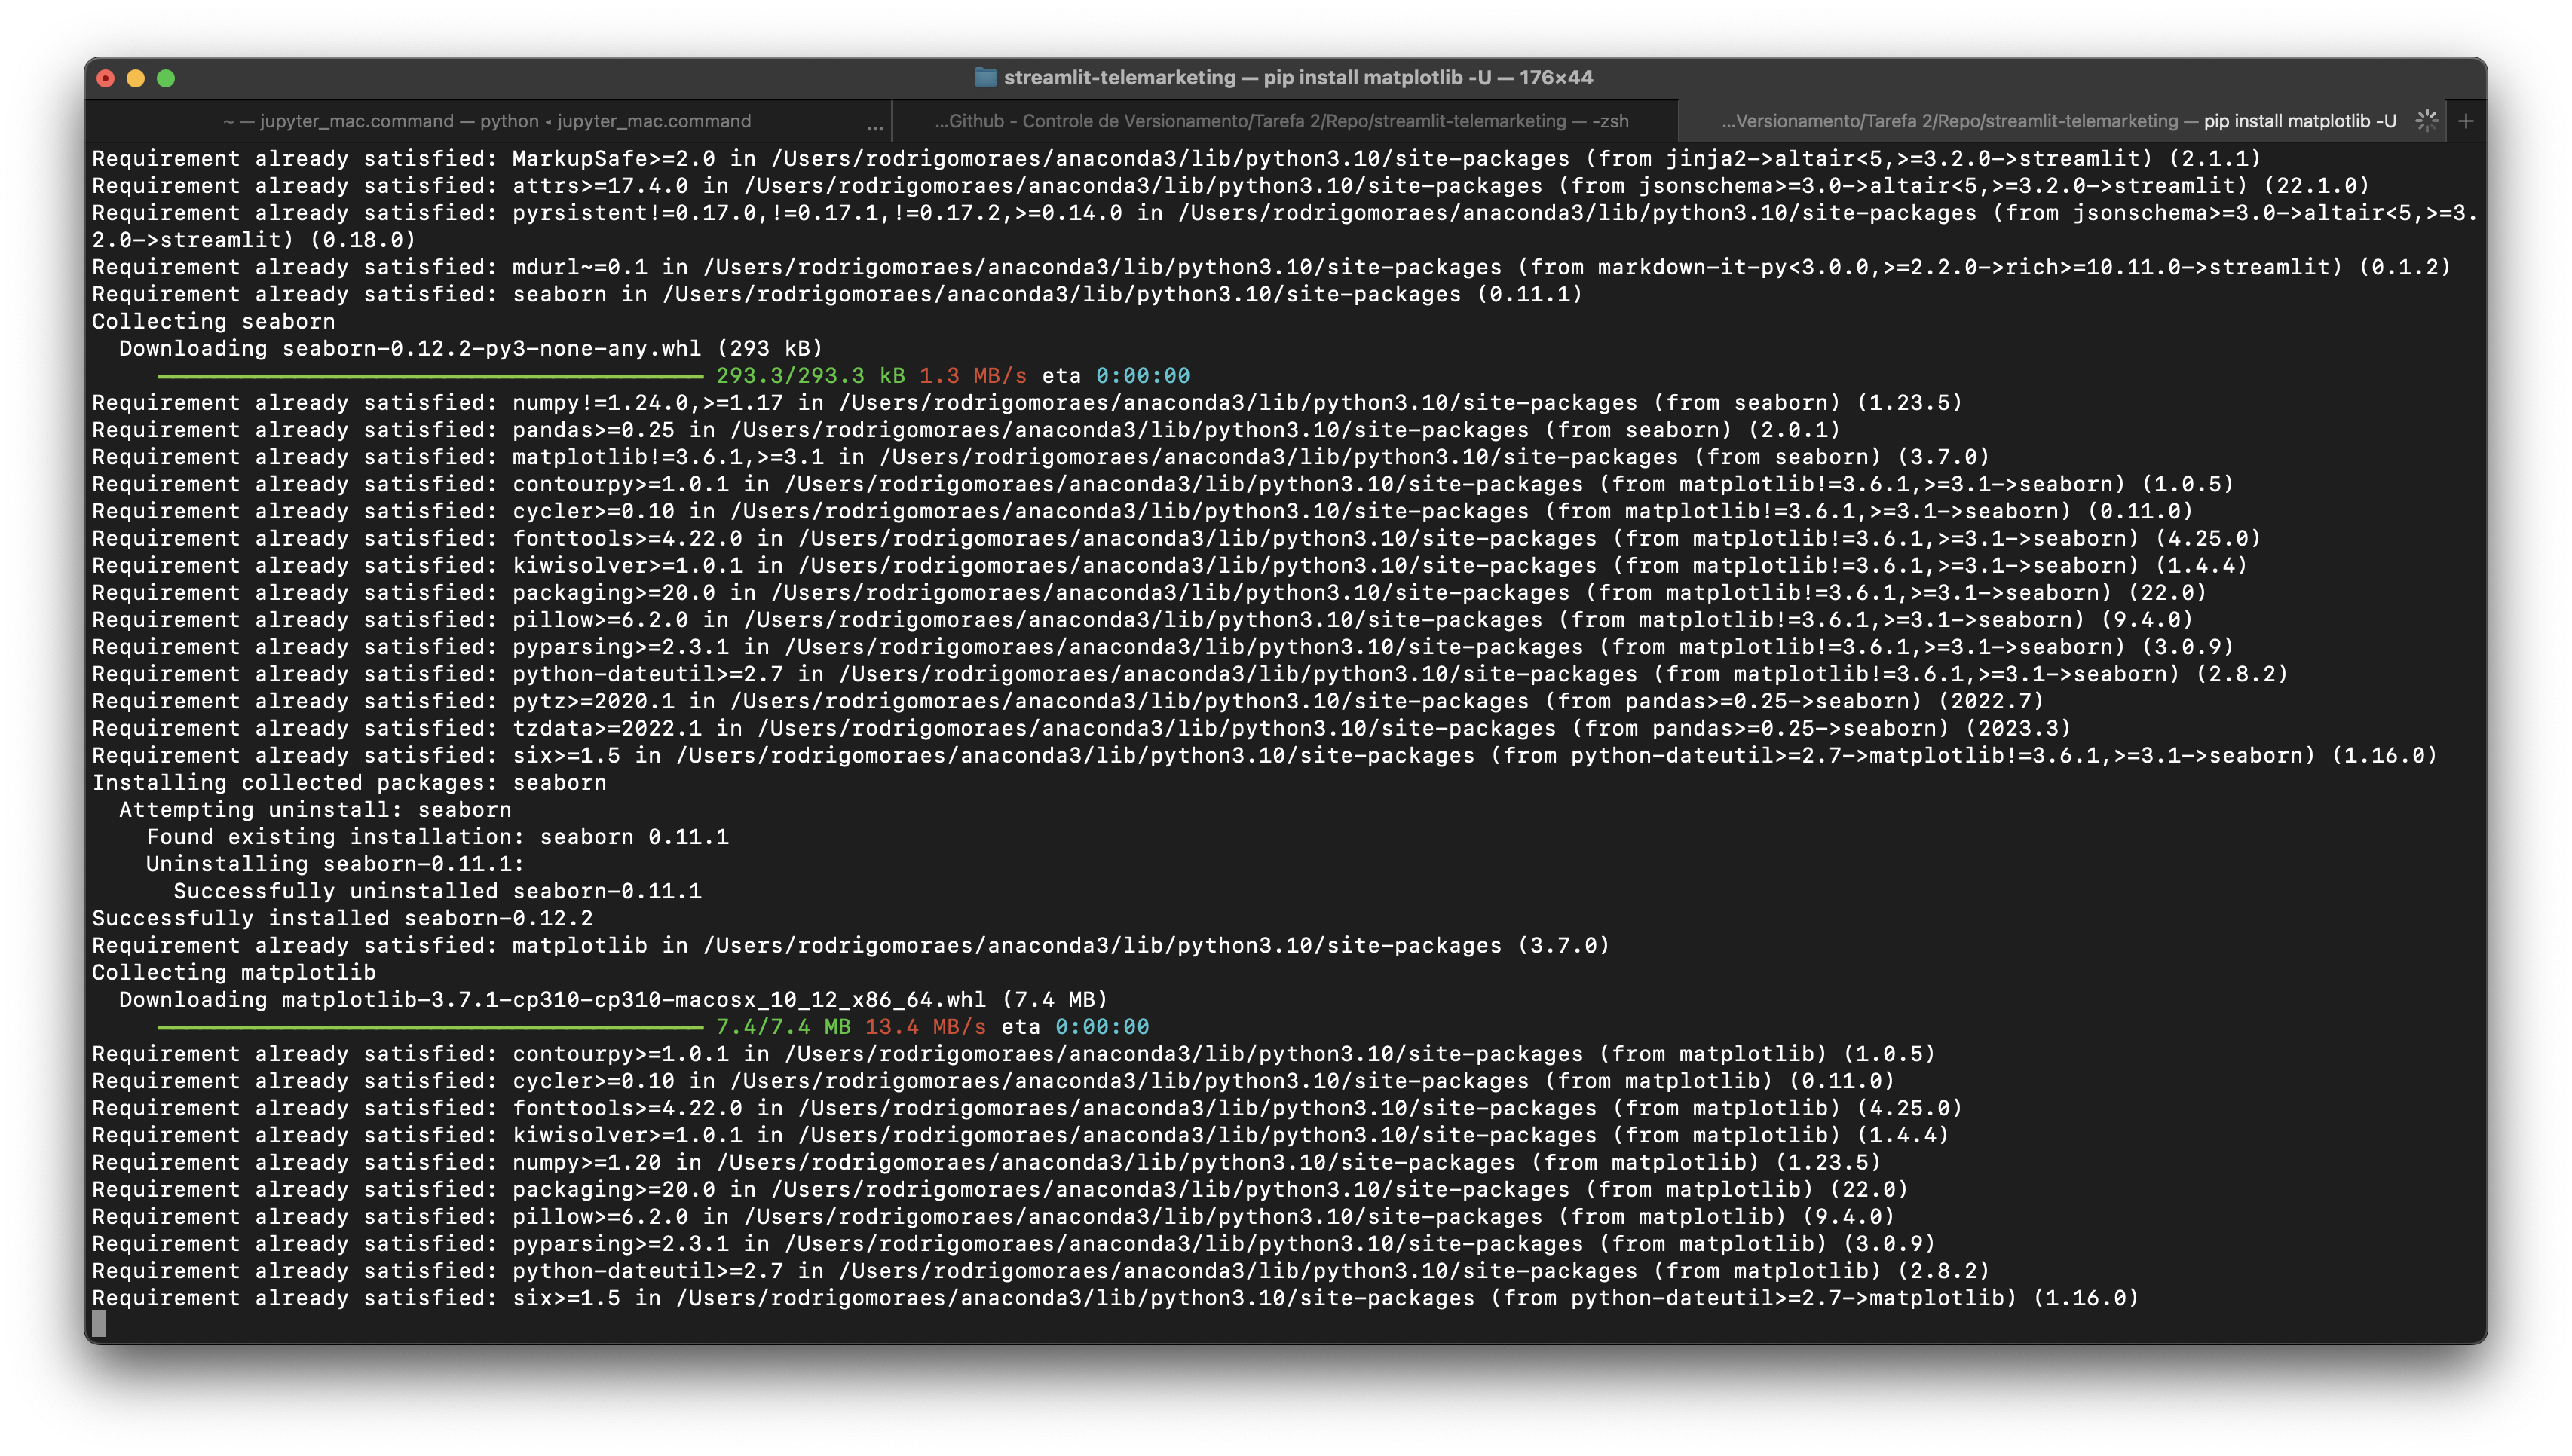 streamlit-telemarketing — pip install matplotlib -U — 176×44
~ — jupyter_mac.command — python ◂ jupyter_mac.command ...
...Github - Controle de Versionamento/Tarefa 2/Repo/streamlit-telemarketing — -zsh
...Versionamento/Tarefa 2/Repo/streamlit-telemarketing — pip install matplotlib -U +
Requirement already satisfied: MarkupSafe>=2.0 in /Users/rodrigomoraes/anaconda3/lib/python3.10/site-packages (from jinja2->altair<5,>=3.2.0->streamlit) (2.1.1)
Requirement already satisfied: attrs>=17.4.0 in /Users/rodrigomoraes/anaconda3/lib/python3.10/site-packages (from jsonschema>=3.0->altair<5,>=3.2.0->streamlit) (22.1.0)
Requirement already satisfied: pyrsistent!=0.17.0,!=0.17.1,!=0.17.2,>=0.14.0 in /Users/rodrigomoraes/anaconda3/lib/python3.10/site-packages (from jsonschema>=3.0->altair<5,>=3.
2.0->streamlit) (0.18.0)
Requirement already satisfied: mdurl~=0.1 in /Users/rodrigomoraes/anaconda3/lib/python3.10/site-packages (from markdown-it-py<3.0.0,>=2.2.0->rich>=10.11.0->streamlit) (0.1.2)
Requirement already satisfied: seaborn in /Users/rodrigomoraes/anaconda3/lib/python3.10/site-packages (0.11.1)
Collecting seaborn
  Downloading seaborn-0.12.2-py3-none-any.whl (293 kB)
293.3/293.3 kB 1.3 MB/s eta 0:00:00
Requirement already satisfied: numpy!=1.24.0,>=1.17 in /Users/rodrigomoraes/anaconda3/lib/python3.10/site-packages (from seaborn) (1.23.5)
Requirement already satisfied: pandas>=0.25 in /Users/rodrigomoraes/anaconda3/lib/python3.10/site-packages (from seaborn) (2.0.1)
Requirement already satisfied: matplotlib!=3.6.1,>=3.1 in /Users/rodrigomoraes/anaconda3/lib/python3.10/site-packages (from seaborn) (3.7.0)
Requirement already satisfied: contourpy>=1.0.1 in /Users/rodrigomoraes/anaconda3/lib/python3.10/site-packages (from matplotlib!=3.6.1,>=3.1->seaborn) (1.0.5)
Requirement already satisfied: cycler>=0.10 in /Users/rodrigomoraes/anaconda3/lib/python3.10/site-packages (from matplotlib!=3.6.1,>=3.1->seaborn) (0.11.0)
Requirement already satisfied: fonttools>=4.22.0 in /Users/rodrigomoraes/anaconda3/lib/python3.10/site-packages (from matplotlib!=3.6.1,>=3.1->seaborn) (4.25.0)
Requirement already satisfied: kiwisolver>=1.0.1 in /Users/rodrigomoraes/anaconda3/lib/python3.10/site-packages (from matplotlib!=3.6.1,>=3.1->seaborn) (1.4.4)
Requirement already satisfied: packaging>=20.0 in /Users/rodrigomoraes/anaconda3/lib/python3.10/site-packages (from matplotlib!=3.6.1,>=3.1->seaborn) (22.0)
Requirement already satisfied: pillow>=6.2.0 in /Users/rodrigomoraes/anaconda3/lib/python3.10/site-packages (from matplotlib!=3.6.1,>=3.1->seaborn) (9.4.0)
Requirement already satisfied: pyparsing>=2.3.1 in /Users/rodrigomoraes/anaconda3/lib/python3.10/site-packages (from matplotlib!=3.6.1,>=3.1->seaborn) (3.0.9)
Requirement already satisfied: python-dateutil>=2.7 in /Users/rodrigomoraes/anaconda3/lib/python3.10/site-packages (from matplotlib!=3.6.1,>=3.1->seaborn) (2.8.2)
Requirement already satisfied: pytz>=2020.1 in /Users/rodrigomoraes/anaconda3/lib/python3.10/site-packages (from pandas>=0.25->seaborn) (2022.7)
Requirement already satisfied: tzdata>=2022.1 in /Users/rodrigomoraes/anaconda3/lib/python3.10/site-packages (from pandas>=0.25->seaborn) (2023.3)
Requirement already satisfied: six>=1.5 in /Users/rodrigomoraes/anaconda3/lib/python3.10/site-packages (from python-dateutil>=2.7->matplotlib!=3.6.1,>=3.1->seaborn) (1.16.0)
Installing collected packages: seaborn
  Attempting uninstall: seaborn
    Found existing installation: seaborn 0.11.1
    Uninstalling seaborn-0.11.1:
      Successfully uninstalled seaborn-0.11.1
Successfully installed seaborn-0.12.2
Requirement already satisfied: matplotlib in /Users/rodrigomoraes/anaconda3/lib/python3.10/site-packages (3.7.0)
Collecting matplotlib
  Downloading matplotlib-3.7.1-cp310-cp310-macosx_10_12_x86_64.whl (7.4 MB)
7.4/7.4 MB 13.4 MB/s eta 0:00:00
Requirement already satisfied: contourpy>=1.0.1 in /Users/rodrigomoraes/anaconda3/lib/python3.10/site-packages (from matplotlib) (1.0.5)
Requirement already satisfied: cycler>=0.10 in /Users/rodrigomoraes/anaconda3/lib/python3.10/site-packages (from matplotlib) (0.11.0)
Requirement already satisfied: fonttools>=4.22.0 in /Users/rodrigomoraes/anaconda3/lib/python3.10/site-packages (from matplotlib) (4.25.0)
Requirement already satisfied: kiwisolver>=1.0.1 in /Users/rodrigomoraes/anaconda3/lib/python3.10/site-packages (from matplotlib) (1.4.4)
Requirement already satisfied: numpy>=1.20 in /Users/rodrigomoraes/anaconda3/lib/python3.10/site-packages (from matplotlib) (1.23.5)
Requirement already satisfied: packaging>=20.0 in /Users/rodrigomoraes/anaconda3/lib/python3.10/site-packages (from matplotlib) (22.0)
Requirement already satisfied: pillow>=6.2.0 in /Users/rodrigomoraes/anaconda3/lib/python3.10/site-packages (from matplotlib) (9.4.0)
Requirement already satisfied: pyparsing>=2.3.1 in /Users/rodrigomoraes/anaconda3/lib/python3.10/site-packages (from matplotlib) (3.0.9)
Requirement already satisfied: python-dateutil>=2.7 in /Users/rodrigomoraes/anaconda3/lib/python3.10/site-packages (from matplotlib) (2.8.2)
Requirement already satisfied: six>=1.5 in /Users/rodrigomoraes/anaconda3/lib/python3.10/site-packages (from python-dateutil>=2.7->matplotlib) (1.16.0)